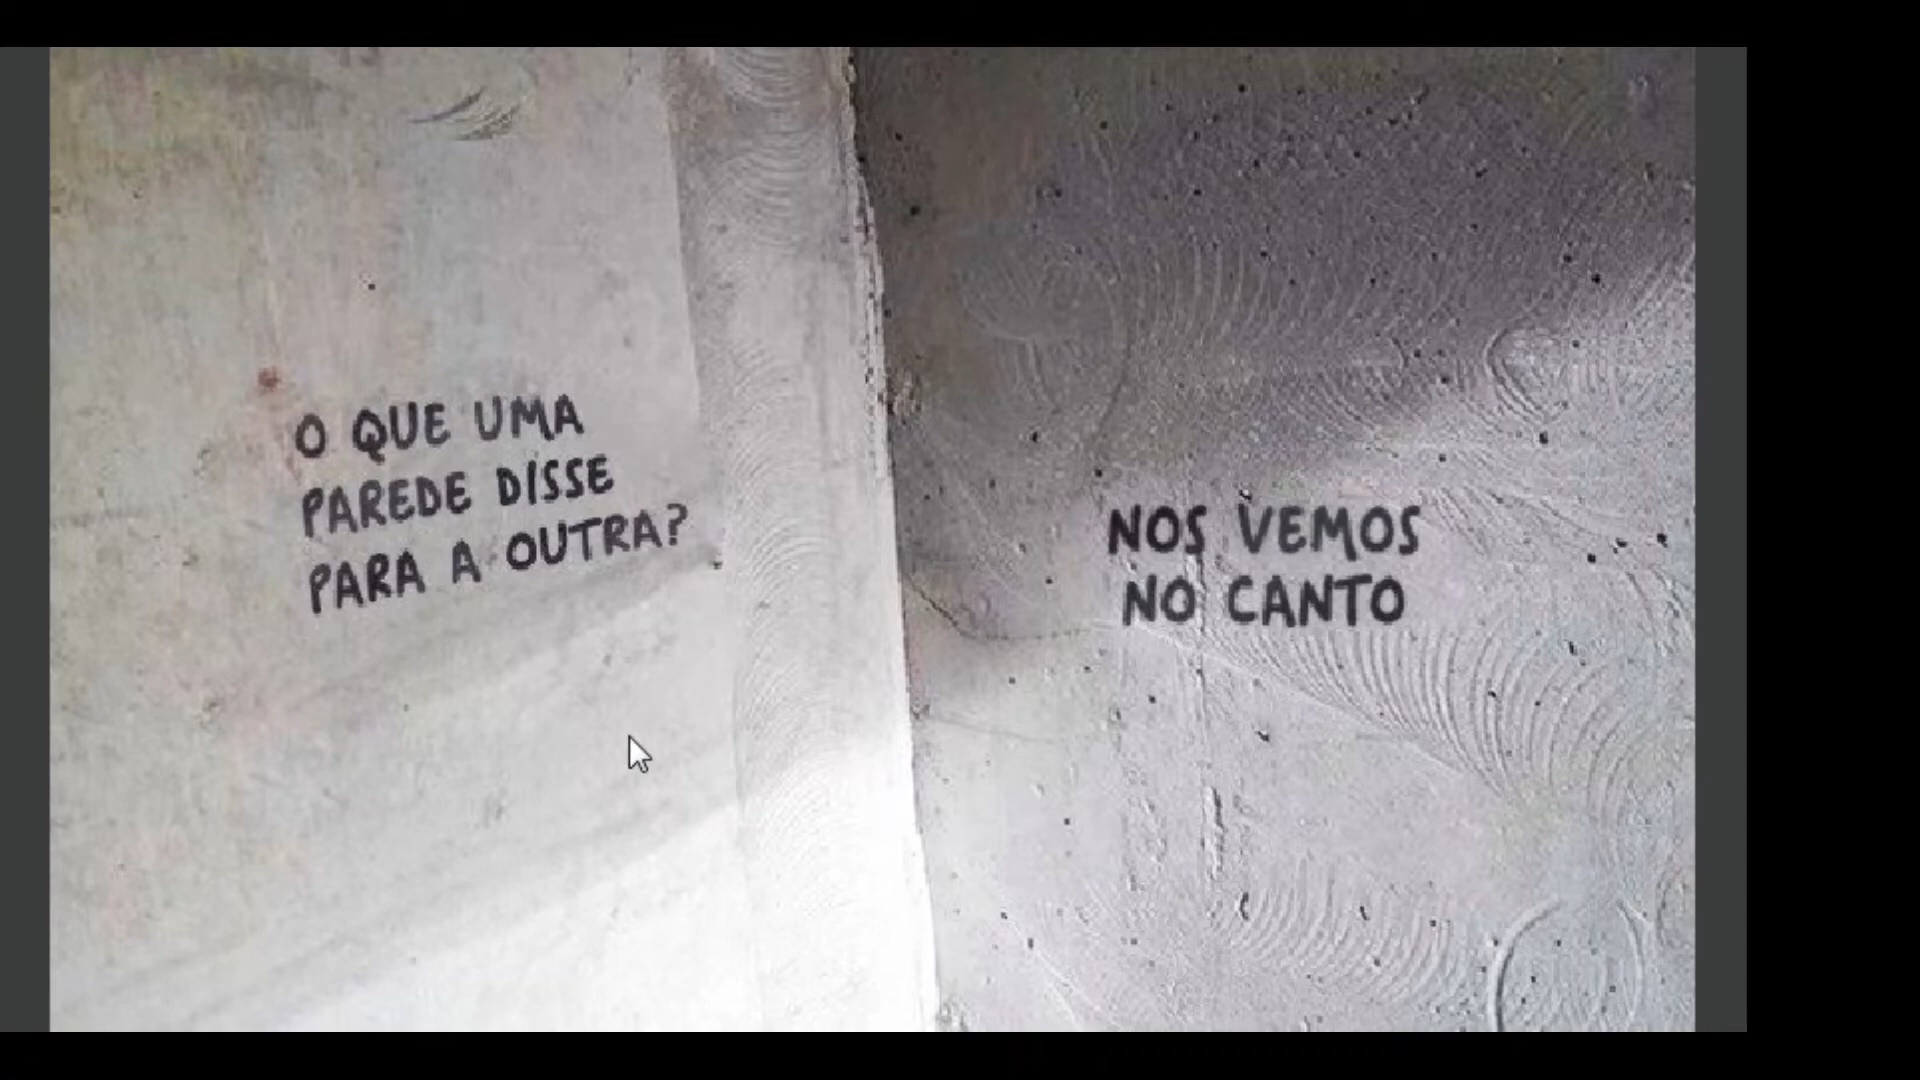 O QUE UMA
PAREDE DISSE
PARA A OUTRA?
NOS VEMOS
NO CANTO